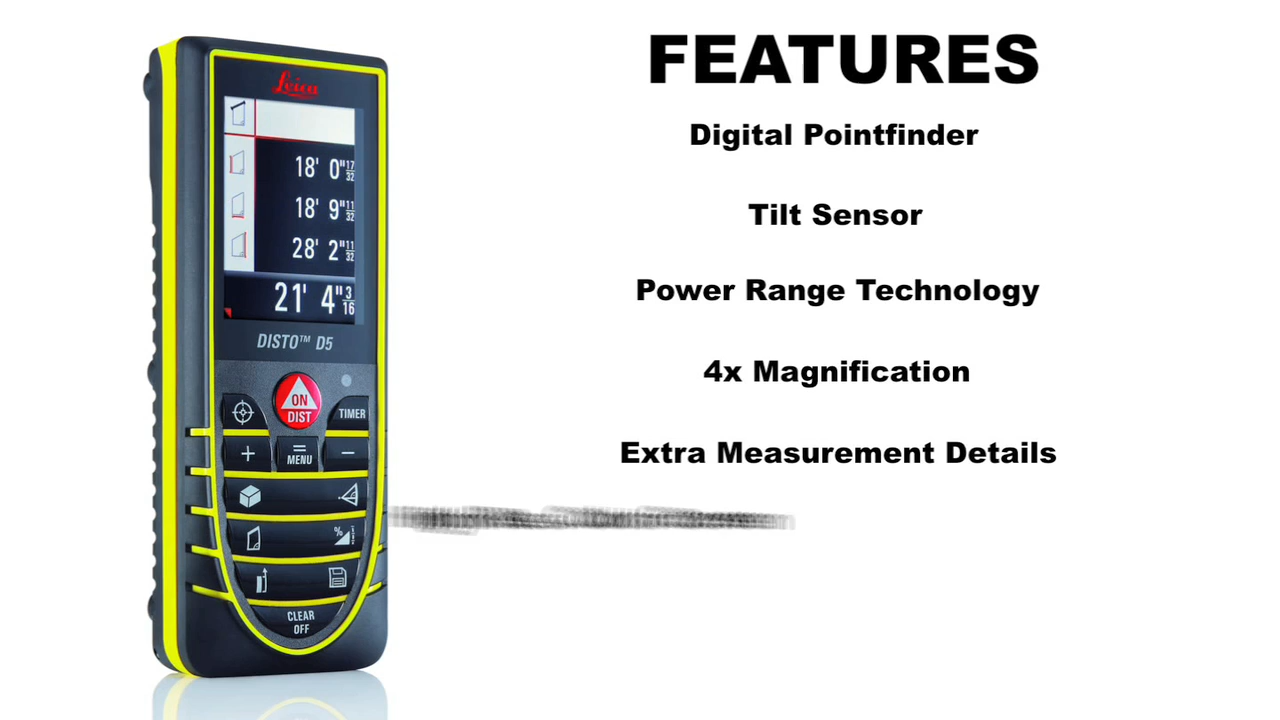 FEATURES
Digital Pointfinder
Tilt Sensor
Power Range Technology
4x Magnification
Extra Measurement Details
Leica
18' 0"17/32
18' 9"11/32
28' 2"11/32
21' 4"3/16
DISTO™ D5
ON
DIST
TIMER
+
=
MENU
−
%
CLEAR
OFF